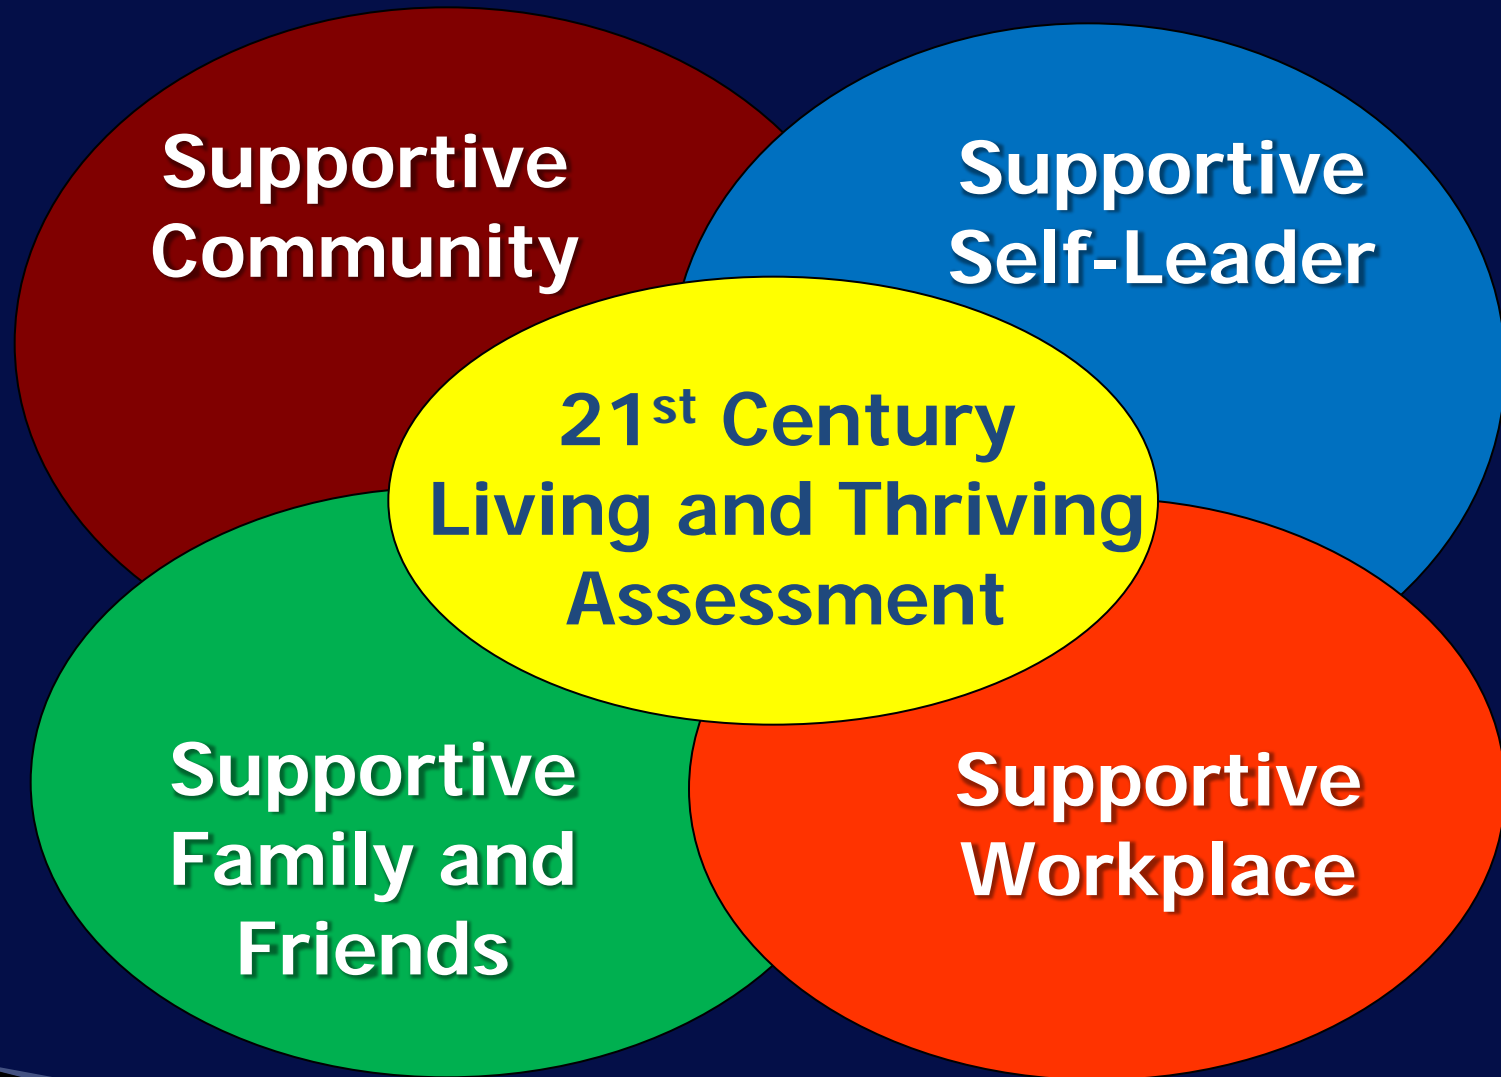 Supportive
Community
Supportive
Self-Leader
21st Century
Living and Thriving
Assessment
Supportive
Family and
Friends
Supportive
Workplace